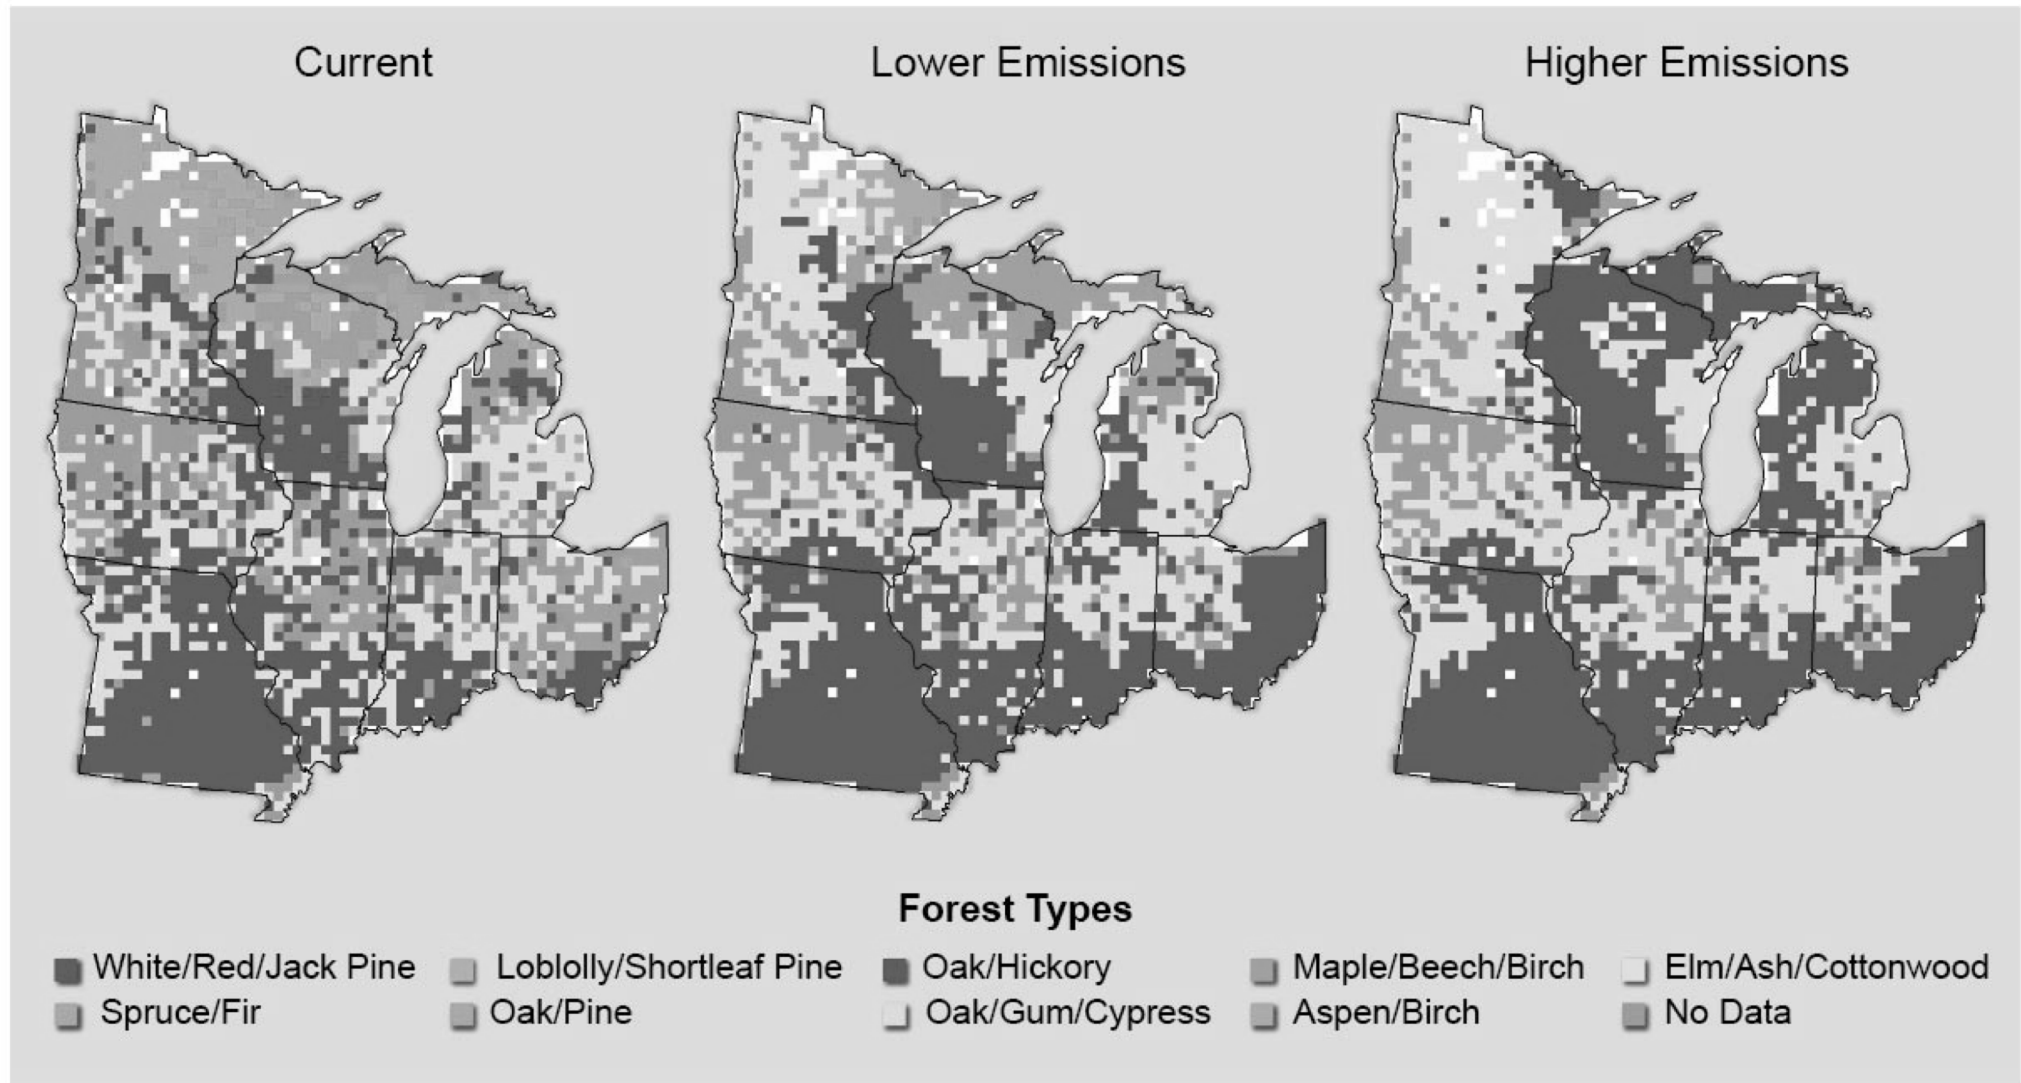 Current Lower Emissions Higher Emissions
Forest Types
White/Red/Jack Pine Loblolly/Shortleaf Pine Oak/Hickory Maple/Beech/Birch Elm/Ash/Cottonwood
Spruce/Fir Oak/Pine Oak/Gum/Cypress Aspen/Birch No Data